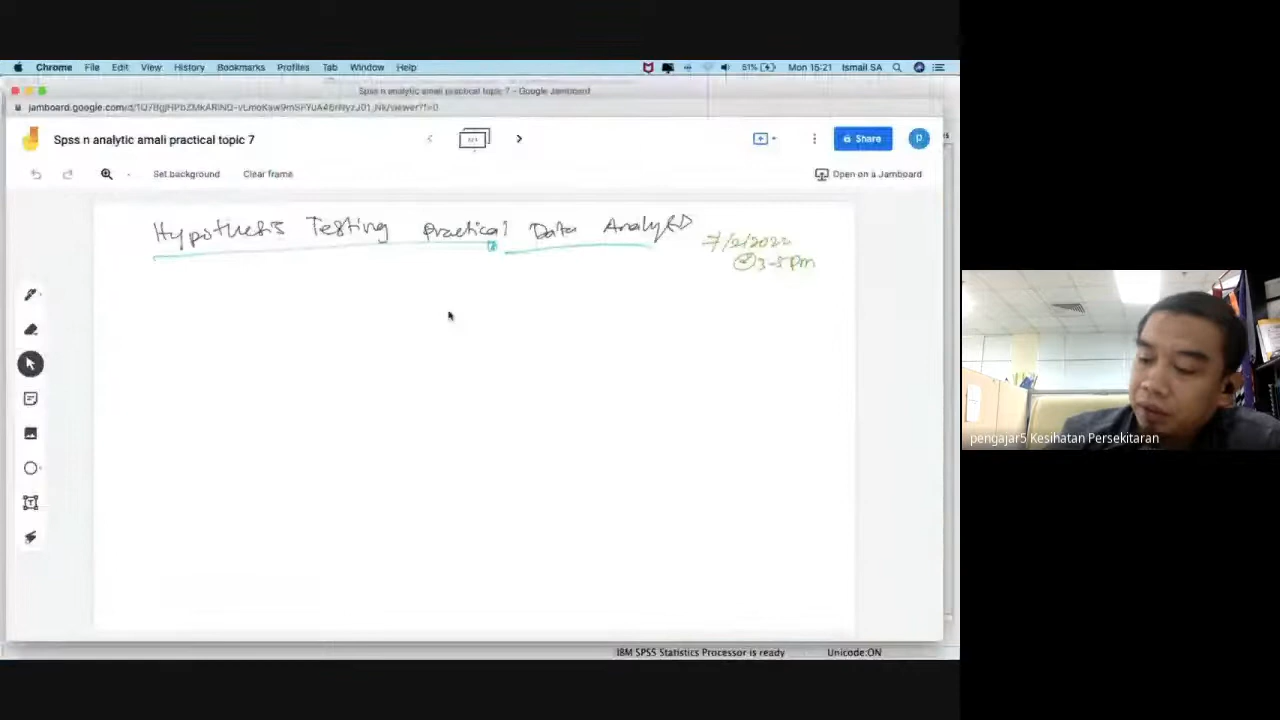 Chrome File Edit View History Bookmarks Profiles Tab Window Help 51% Mon 15:21 Ismail SA
Spss n analytic amali practical topic 7 - Google Jamboard
Spss n analytic amali practical topic 7
Share
P
Set background Clear frame
Open on a Jamboard
Hypothesis Testing Practical Data Analysis
7/2/2022
@ 3-5 pm
pengajar5 Kesihatan Persekitaran
IBM SPSS Statistics Processor is ready Unicode:ON